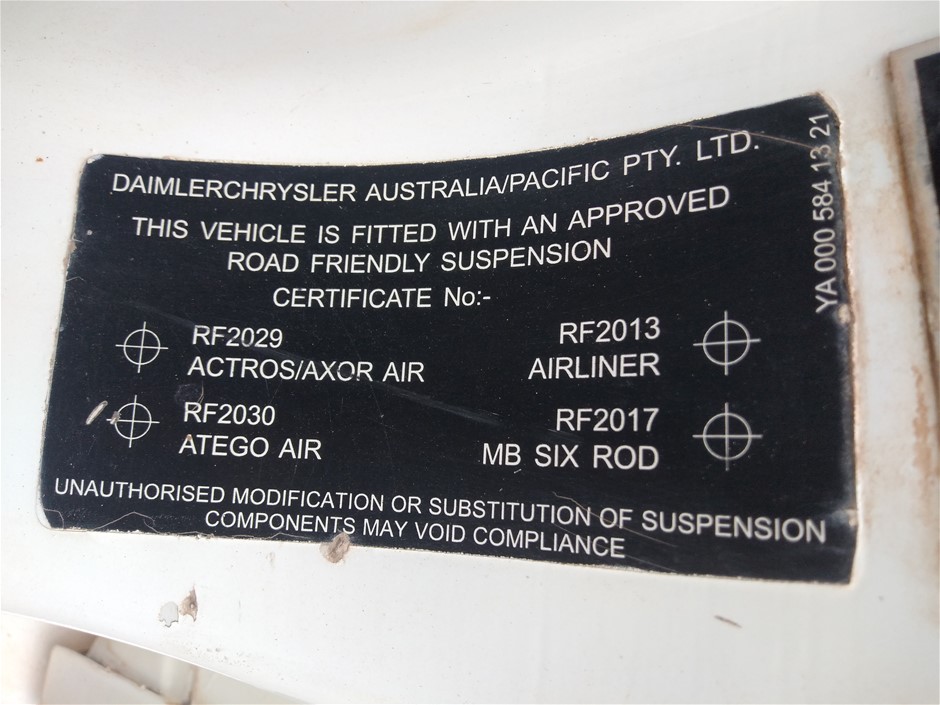 DAIMLERCHRYSLER AUSTRALIA/PACIFIC PTY. LTD.
THIS VEHICLE IS FITTED WITH AN APPROVED
ROAD FRIENDLY SUSPENSION
CERTIFICATE No:-
RF2029
ACTROS/AXOR AIR
RF2013
AIRLINER
RF2030
ATEGO AIR
RF2017
MB SIX ROD
UNAUTHORISED MODIFICATION OR SUBSTITUTION OF SUSPENSION
COMPONENTS MAY VOID COMPLIANCE
YA 000 584 13 21